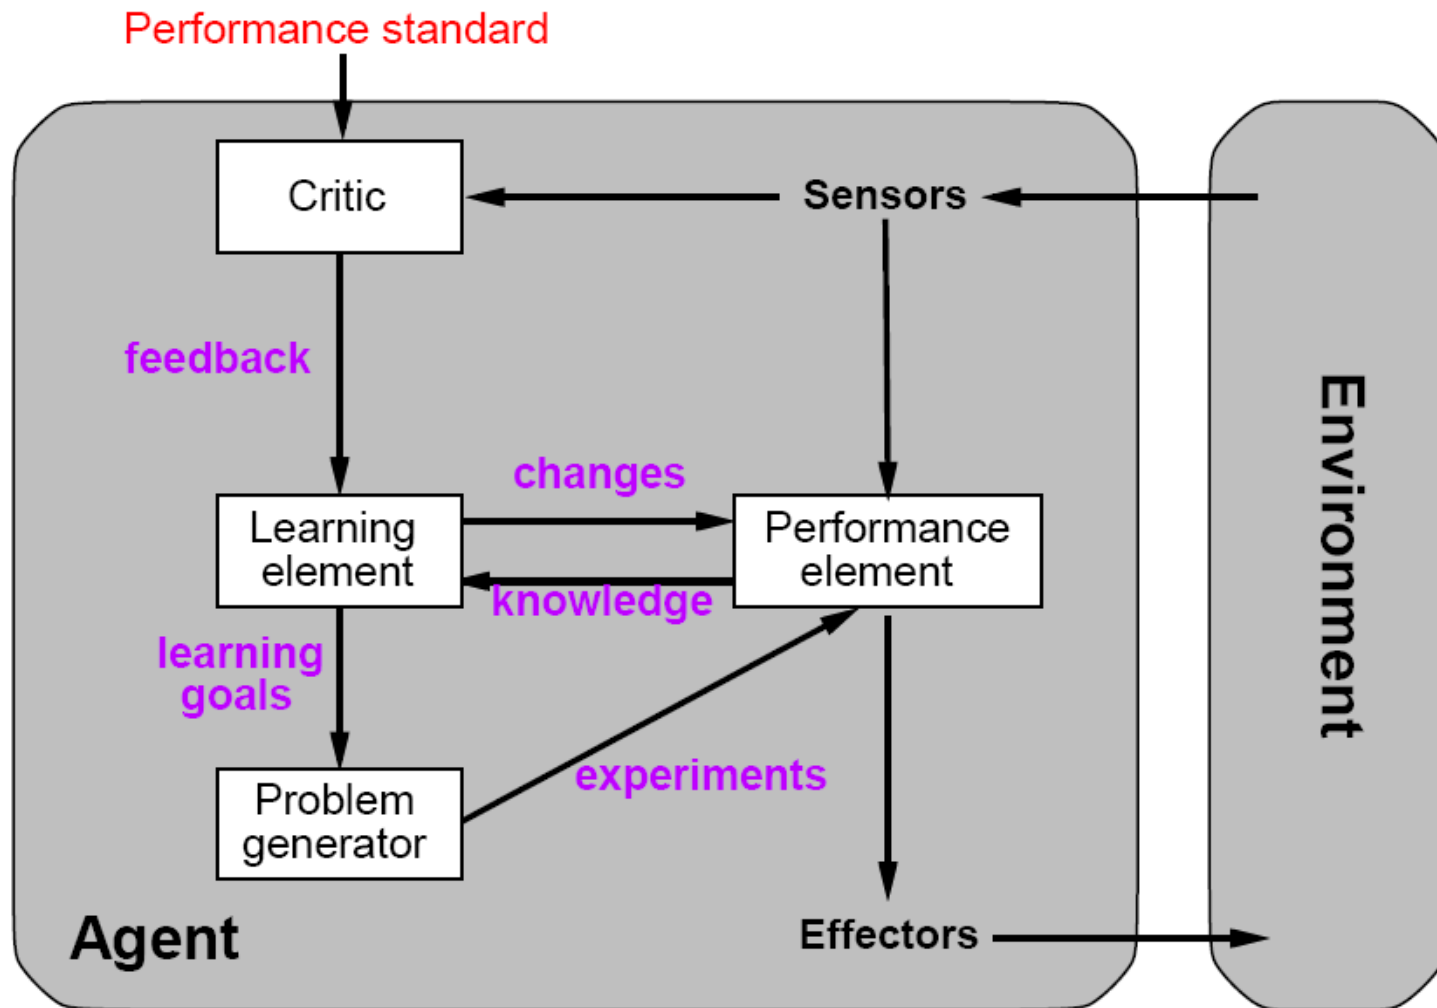 Performance standard
Critic
Sensors
feedback
changes
Learning
element
Performance
element
knowledge
learning
goals
experiments
Problem
generator
Agent
Effectors
Environment